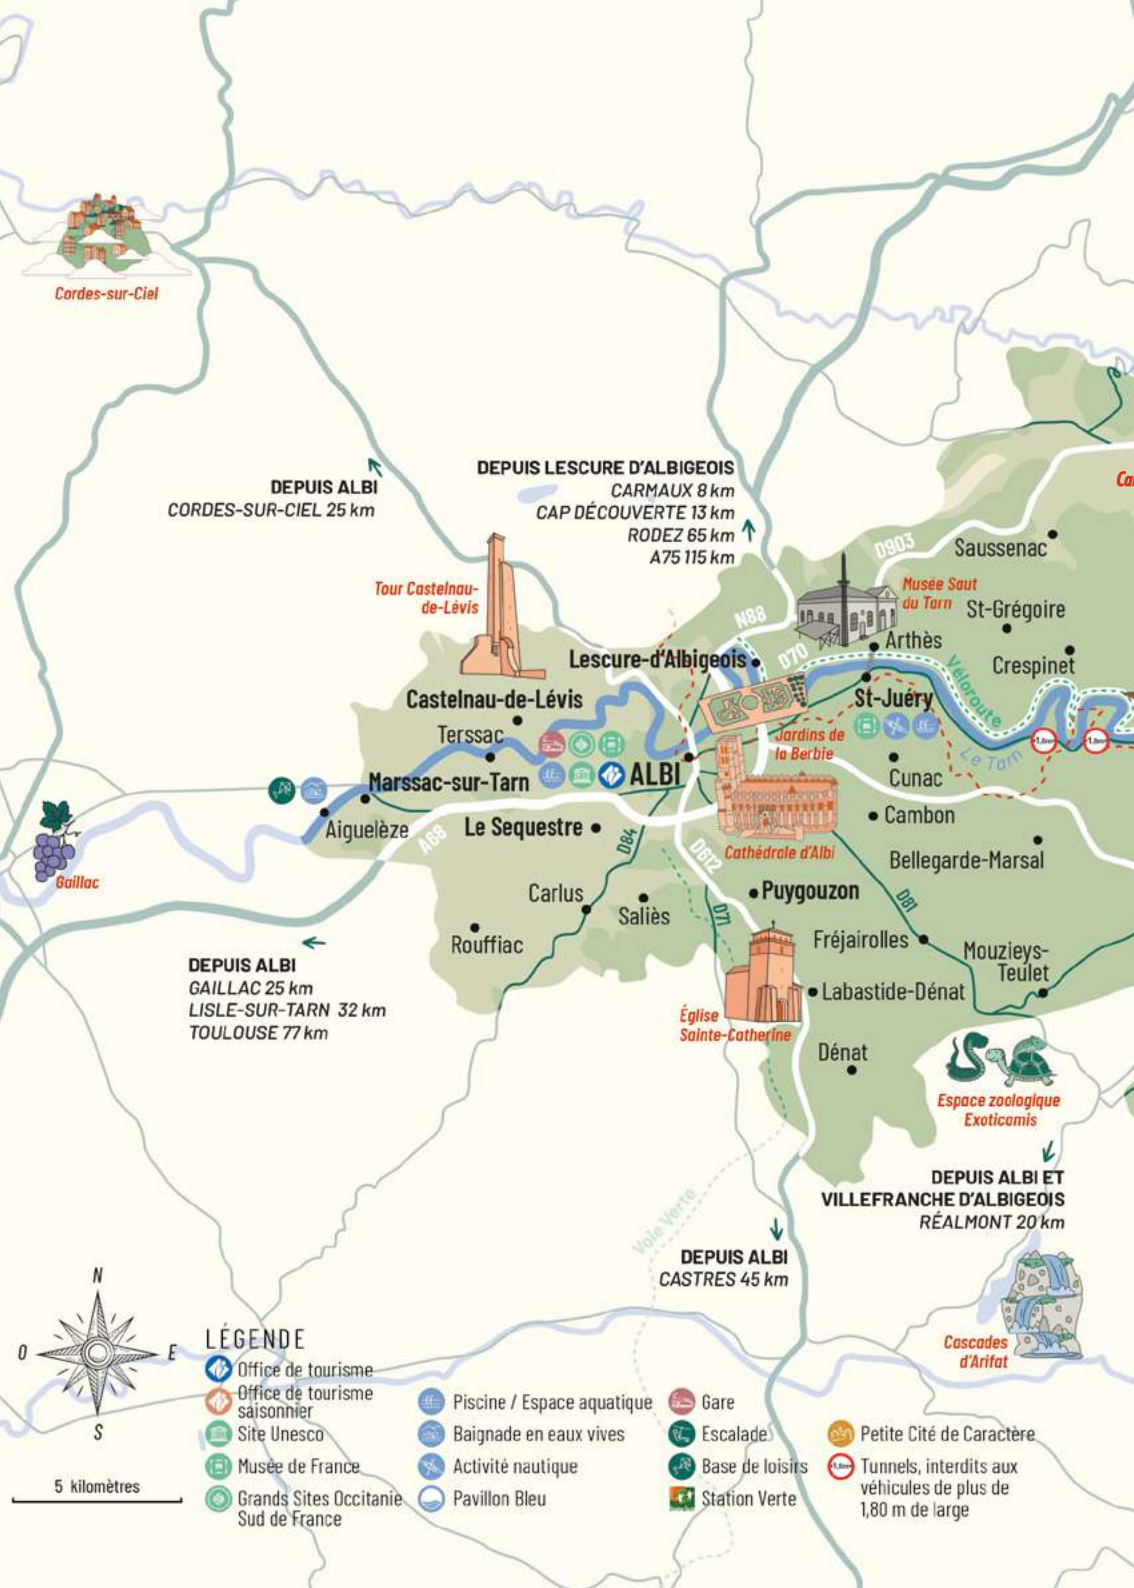 Cordes-sur-Ciel
DEPUIS ALBI
CORDES-SUR-CIEL 25 km
DEPUIS LESCURE D'ALBIGEOIS
CARMAUX 8 km
CAP DÉCOUVERTE 13 km
RODEZ 65 km
A75 115 km
D903
Saussenac
Tour Castelnau-
de-Lévis
Musée Saut
du Tarn
St-Grégoire
N88
Arthès
D70
Lescure-d'Albigeois
Crespinet
Véloroute
Castelnau-de-Lévis
St-Juéry
Terssac
Jardins de
la Berbie
Le Tarn
ALBI
Cunac
Marssac-sur-Tarn
Cambon
Aiguelèze
A68
Le Sequestre
D84
D612
Cathédrale d'Albi
Bellegarde-Marsal
Gaillac
Carlus
Puygouzon
D81
Saliès
D71
Rouffiac
Fréjairolles
Mouzieys-
Teulet
DEPUIS ALBI
GAILLAC 25 km
LISLE-SUR-TARN 32 km
TOULOUSE 77 km
Labastide-Dénat
Église
Sainte-Catherine
Dénat
Espace zoologique
Exoticamis
DEPUIS ALBI ET
VILLEFRANCHE D'ALBIGEOIS
RÉALMONT 20 km
Voie Verte
DEPUIS ALBI
CASTRES 45 km
Cascades
d'Arifat
N
O
E
S
5 kilomètres
LÉGENDE
Office de tourisme
Office de tourisme
saisonnier
Site Unesco
Musée de France
Grands Sites Occitanie
Sud de France
Piscine / Espace aquatique
Baignade en eaux vives
Activité nautique
Pavillon Bleu
Gare
Escalade
Base de loisirs
Station Verte
Petite Cité de Caractère
Tunnels, interdits aux
véhicules de plus de
1,80 m de large